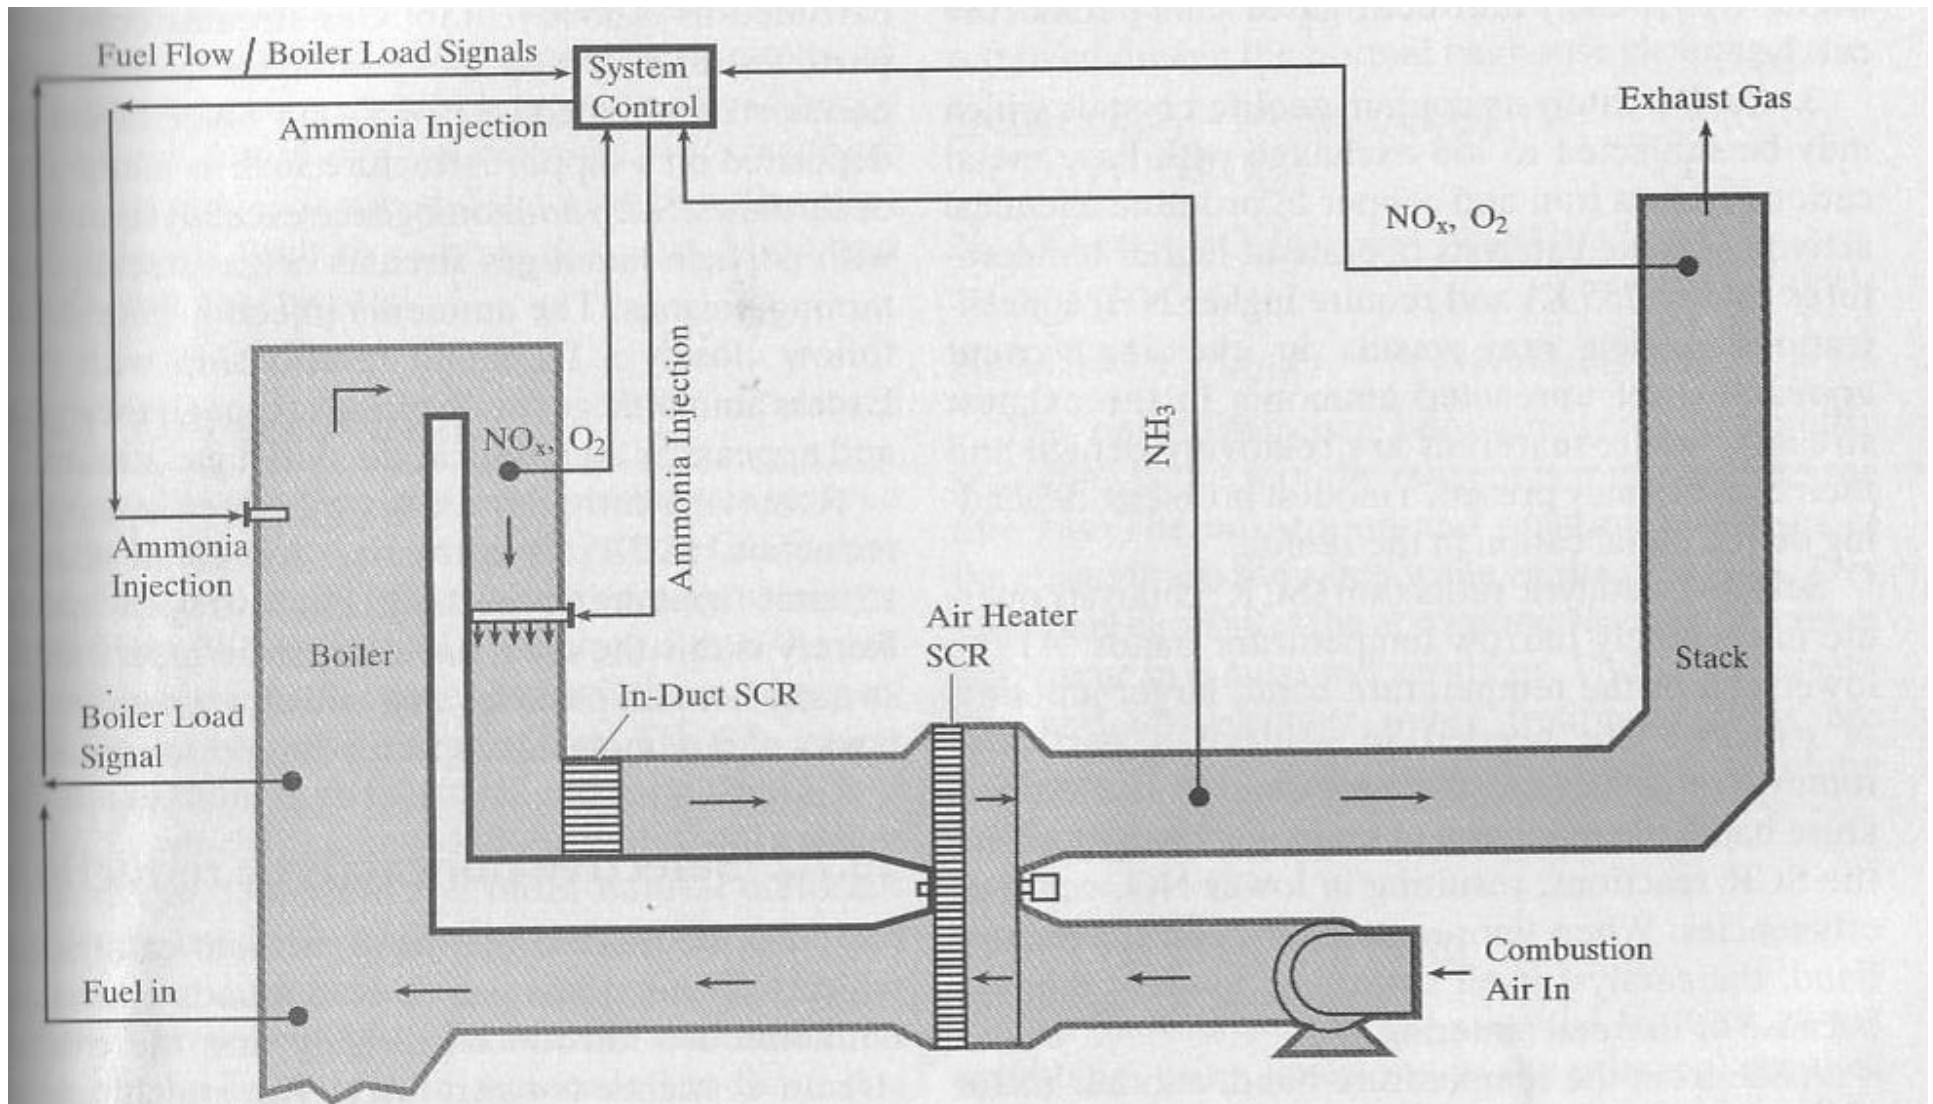 Fuel Flow / Boiler Load Signals
System
Control
Ammonia Injection
Exhaust Gas
NOx, O2
NOx, O2
Ammonia Injection
NH3
Ammonia
Injection
Boiler
Air Heater
SCR
Stack
In-Duct SCR
Boiler Load
Signal
Fuel in
Combustion
Air In